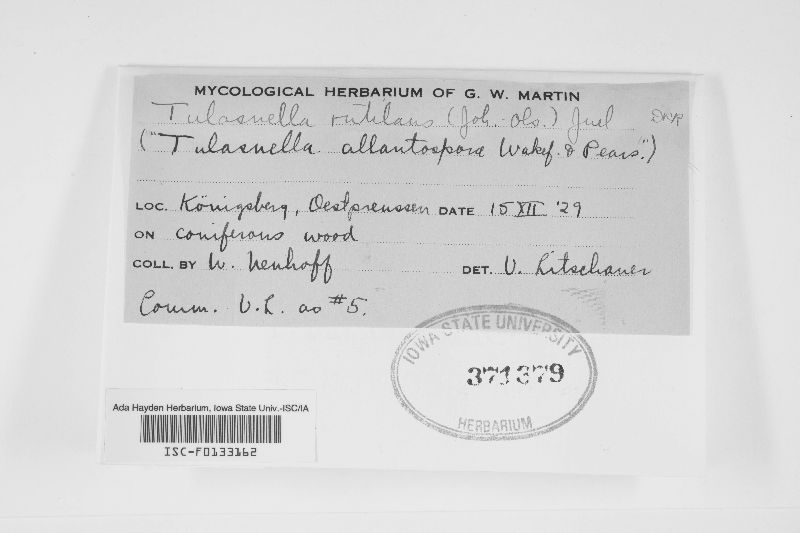 MYCOLOGICAL HERBARIUM OF G. W. MARTIN
Tulasnella rutilans (Joh.-Ols.) Juel
("Tulasnella allantospora Wakef. & Pears.")
LOC. Königsberg, Oestpreussen DATE 15 XII '29
ON coniferous wood
COLL. BY W. Neuhoff DET. V. Litschauer
Comm. V.L. as #5.
IOWA STATE UNIVERSITY
371379
HERBARIUM
Ada Hayden Herbarium, Iowa State Univ.-ISC/IA
ISC-F0133162